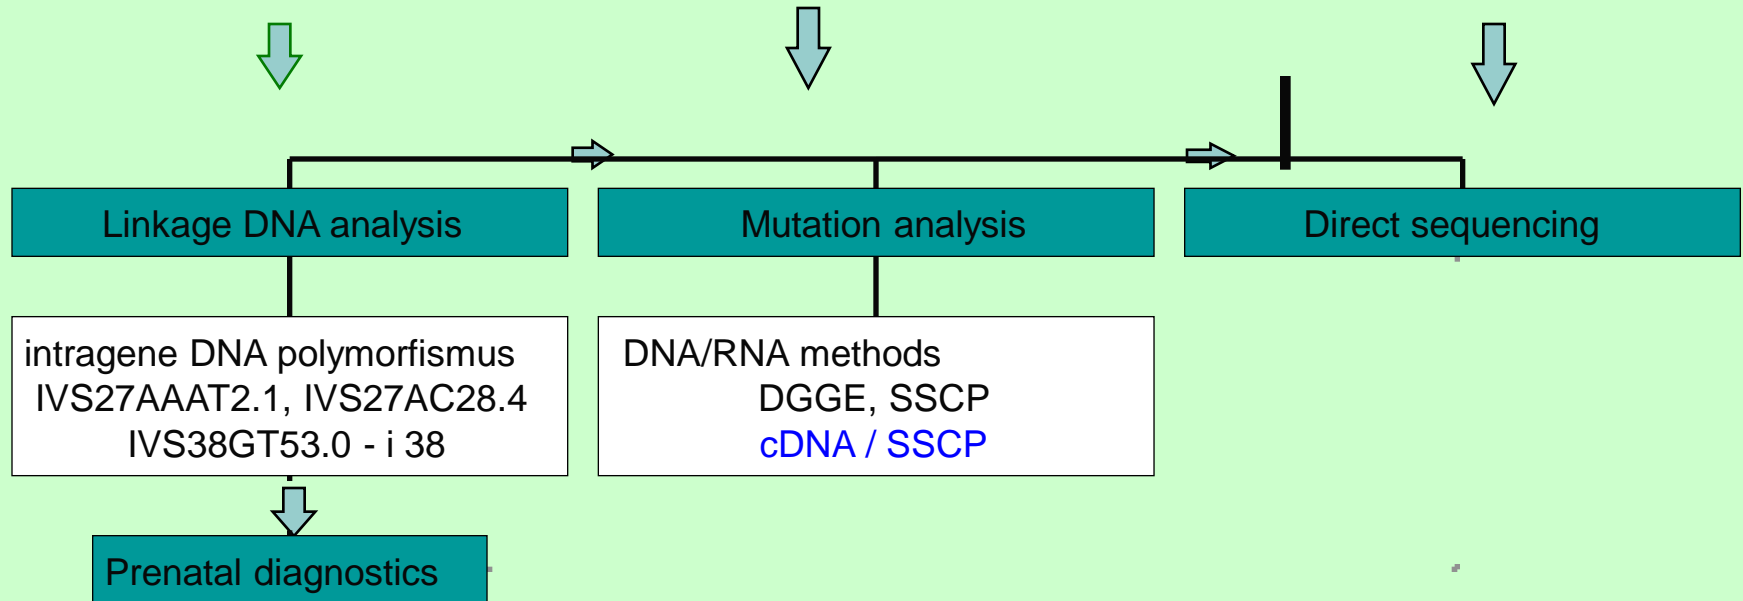 Linkage DNA analysis
Mutation analysis
Direct sequencing
intragene DNA polymorfismus
IVS27AAAT2.1, IVS27AC28.4
IVS38GT53.0 - i 38
DNA/RNA methods
DGGE, SSCP
cDNA / SSCP
Prenatal diagnostics